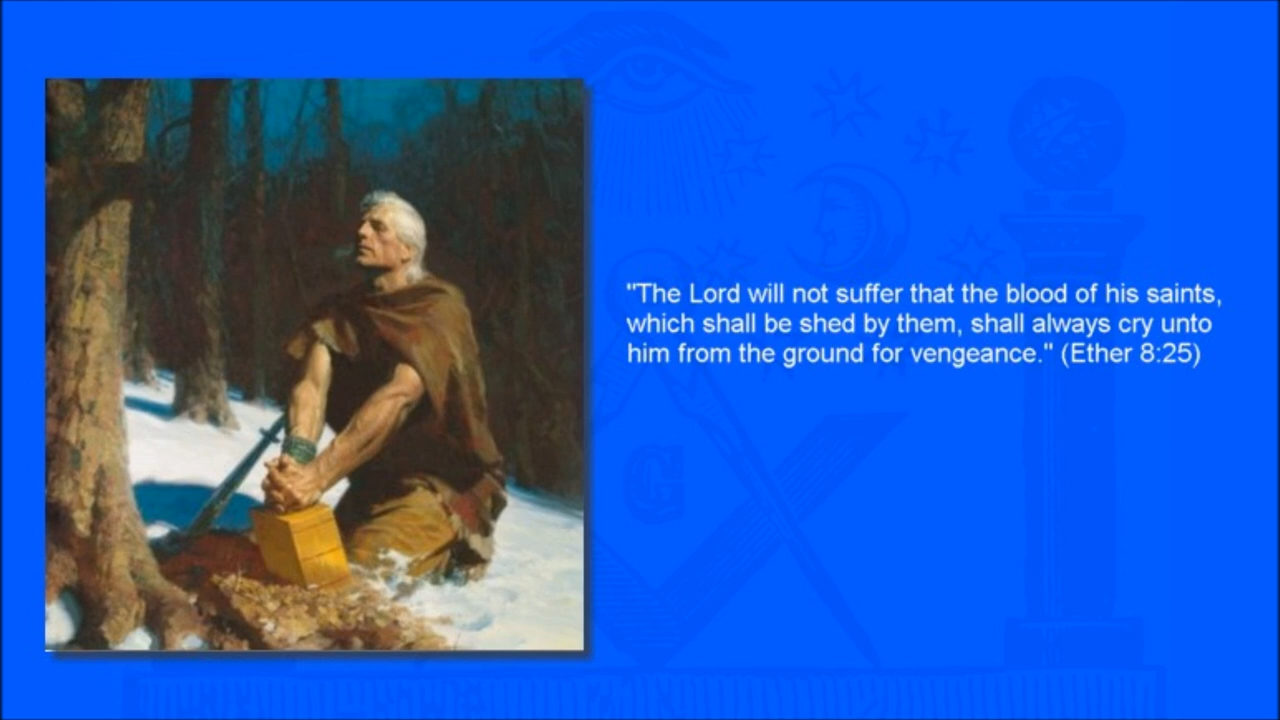 "The Lord will not suffer that the blood of his saints,
which shall be shed by them, shall always cry unto
him from the ground for vengeance." (Ether 8:25)
G